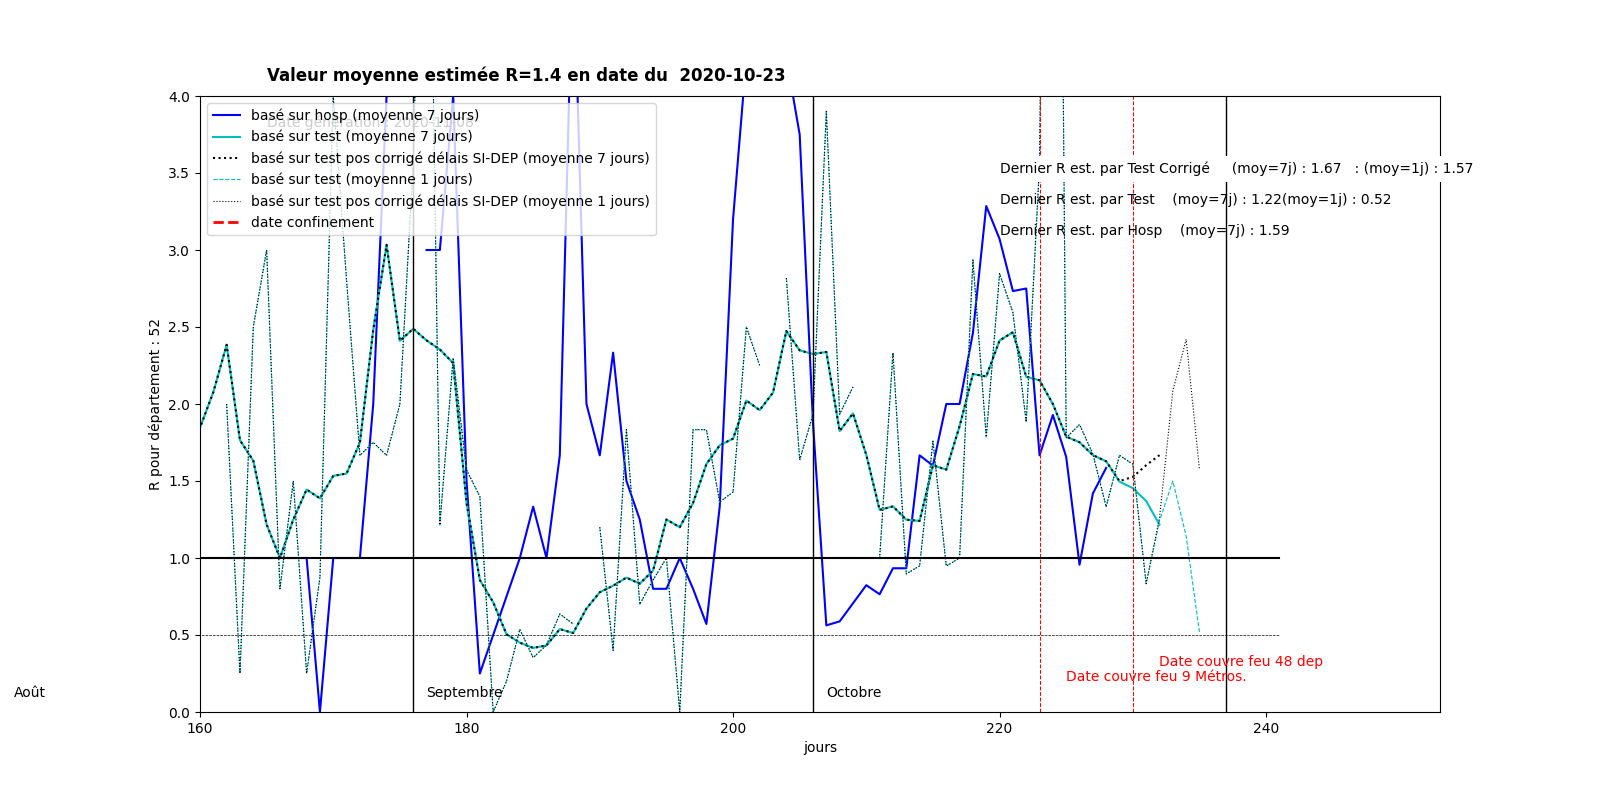 Valeur moyenne estimée R=1.4 en date du  2020-10-23
4.0
3.5
3.0
2.5
2.0
1.5
1.0
0.5
0.0
R pour département : 52
basé sur hosp (moyenne 7 jours)
basé sur test (moyenne 7 jours)
basé sur test pos corrigé délais SI-DEP (moyenne 7 jours)
basé sur test (moyenne 1 jours)
basé sur test pos corrigé délais SI-DEP (moyenne 1 jours)
date confinement
Dernier R est. par Test Corrigé     (moy=7j) : 1.67   : (moy=1j) : 1.57
Dernier R est. par Test    (moy=7j) : 1.22(moy=1j) : 0.52
Dernier R est. par Hosp    (moy=7j) : 1.59
Date couvre feu 48 dep
Date couvre feu 9 Métros.
Août Septembre Octobre
160 180 200 220 240
jours